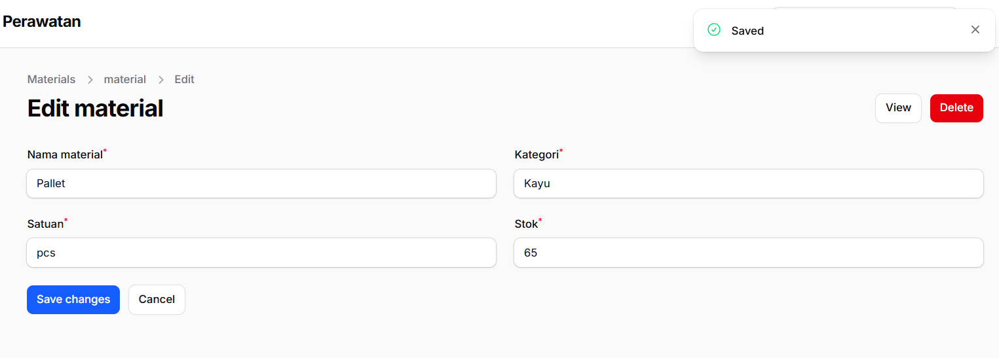 Perawatan
Saved
Materials > material > Edit
Edit material
View
Delete
Nama material*
Kategori*
Pallet
Kayu
Satuan*
Stok*
pcs
65
Save changes
Cancel